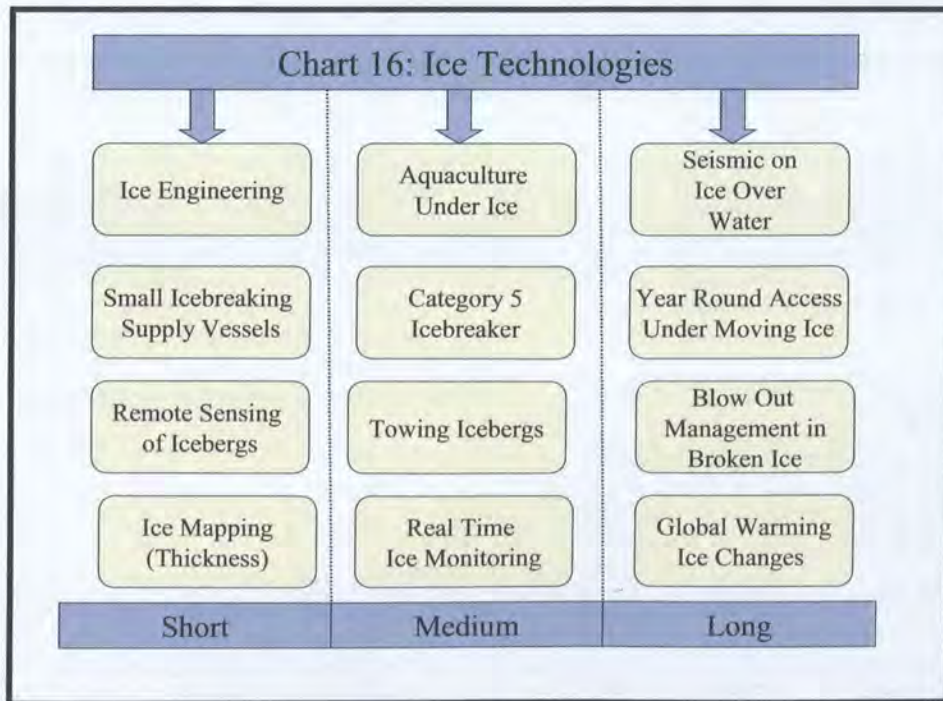 Chart 16: Ice Technologies
Ice Engineering
Small Icebreaking
Supply Vessels
Remote Sensing
of Icebergs
Ice Mapping
(Thickness)
Aquaculture
Under Ice
Category 5
Icebreaker
Towing Icebergs
Real Time
Ice Monitoring
Seismic on
Ice Over
Water
Year Round Access
Under Moving Ice
Blow Out
Management in
Broken Ice
Global Warming
Ice Changes
Short
Medium
Long